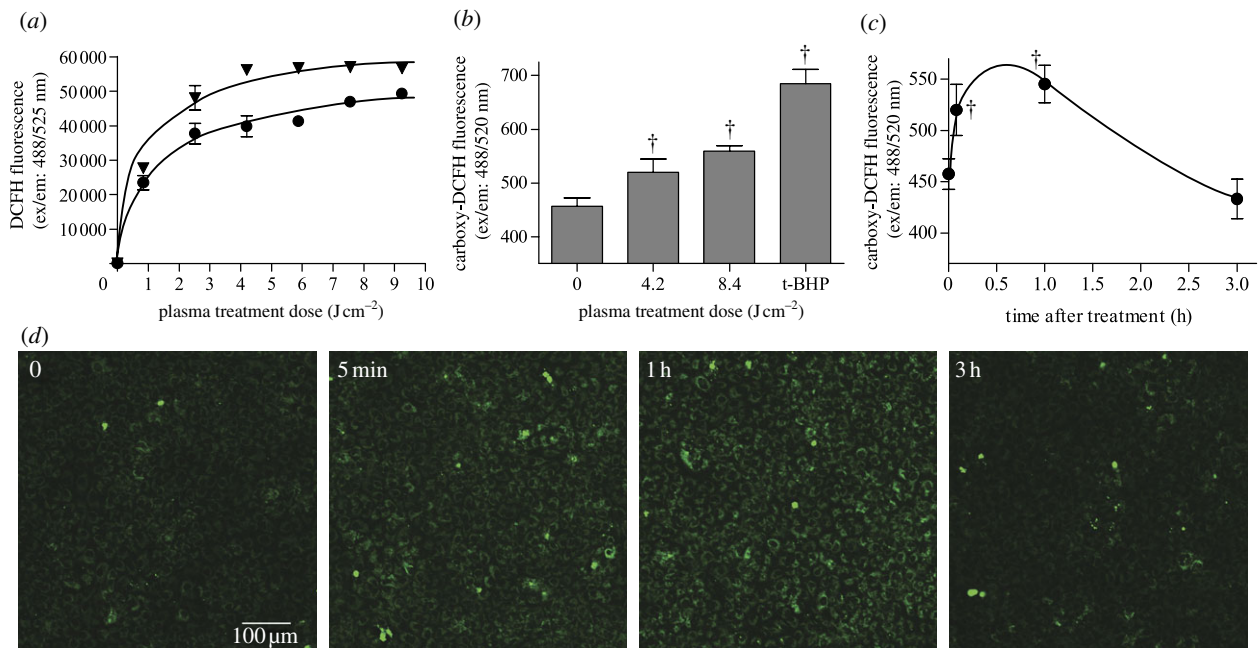 (a)
DCFH fluorescence
(ex/em: 488/525 nm)
60 000
50 000
40 000
30 000
20 000
10 000
0 1 2 3 4 5 6 7 8 9 10
plasma treatment dose (J cm–2)
(b)
carboxy-DCFH fluorescence
(ex/em: 488/520 nm)
700
600
500
400
† † †
0 4.2 8.4 t-BHP
plasma treatment dose (J cm–2)
(c)
carboxy-DCFH fluorescence
(ex/em: 488/520 nm)
550
500
450
400
† †
0 0.5 1.0 1.5 2.0 2.5 3.0
time after treatment (h)
(d)
0
100 µm
5 min
1 h
3 h